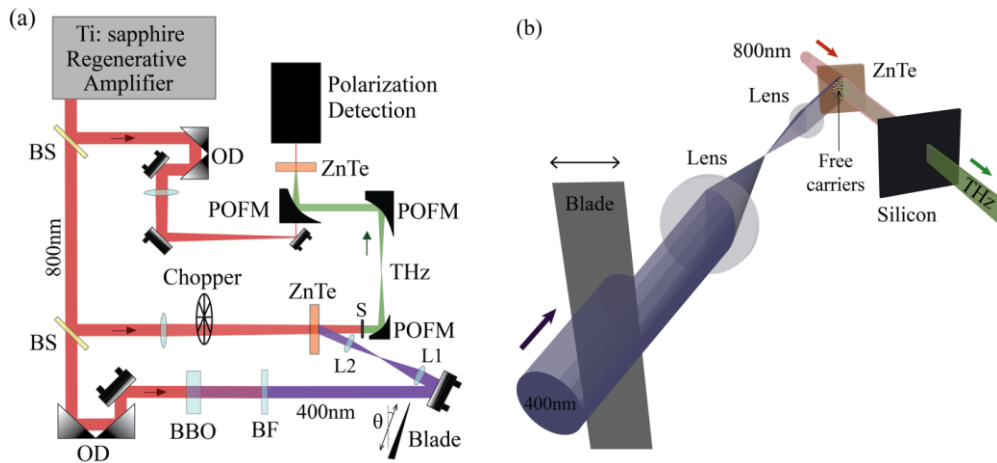 (a)
Ti: sapphire
Regenerative
Amplifier
Polarization
Detection
BS
OD
ZnTe
POFM
POFM
800nm
Chopper
THz
ZnTe
S
BS
POFM
L2
L1
400nm
θ
BBO
BF
Blade
OD
(b)
800nm
ZnTe
Lens
Lens
Free
carriers
Blade
Silicon
THz
400nm